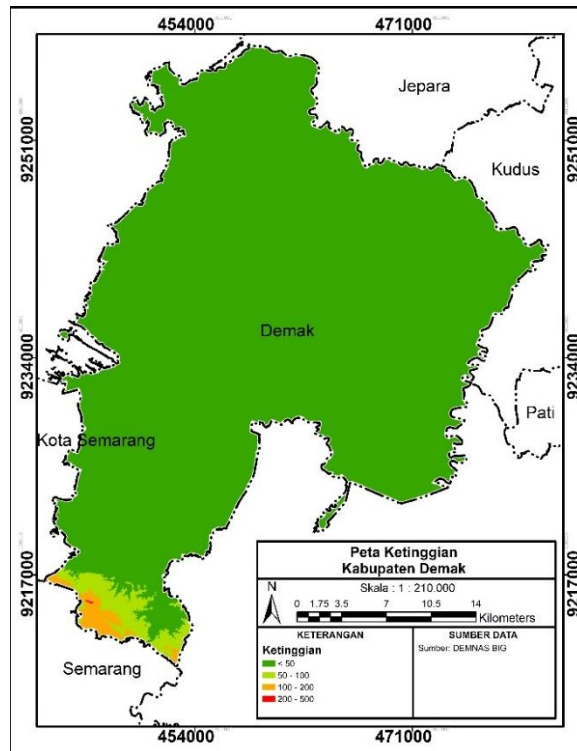 454000 471000
Jepara
9251000 9251000
Kudus
Demak
9234000 9234000
Pati
Kota Semarang
Peta Ketinggian
Kabupaten Demak
9217000 9217000
Skala : 1 : 210.000
N
0 1.75 3.5 7 10.5 14
Kilometers
KETERANGAN SUMBER DATA
Ketinggian Sumber: DEMNAS BIG
< 50
50 - 100
100 - 200
200 - 500
Semarang
454000 471000